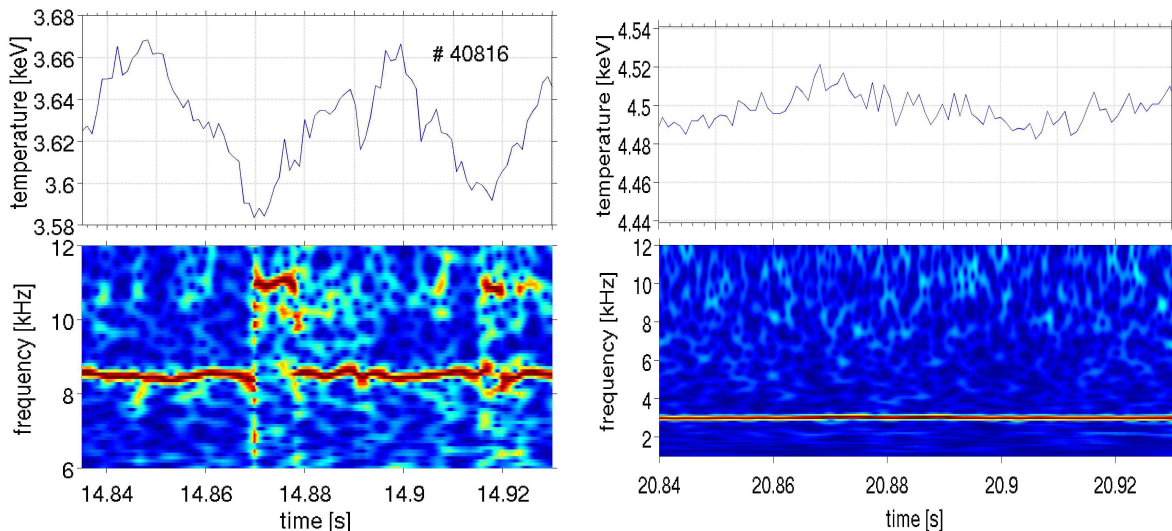 3.68
3.66
3.64
3.62
3.6
3.58
temperature [keV]
# 40816
12
10
8
6
frequency [kHz]
14.84 14.86 14.88 14.9 14.92
time [s]
4.54
4.52
4.5
4.48
4.46
4.44
temperature [keV]
12
10
8
6
4
2
frequency [kHz]
20.84 20.86 20.88 20.9 20.92
time [s]